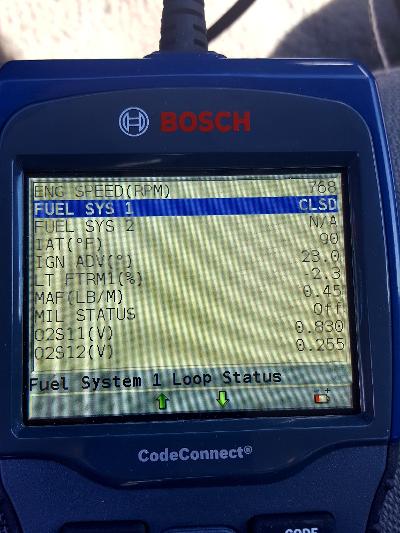 BOSCH
ENG SPEED(RPM) 768
FUEL SYS 1 CLSD
FUEL SYS 2 N/A
IAT(°F) 90
IGN ADV(°) 23.0
LT FTRM1(%) -2.3
MAF(LB/M) 0.45
MIL STATUS Off
O2S11(V) 0.830
O2S12(V) 0.255
Fuel System 1 Loop Status
CodeConnect®
CODE